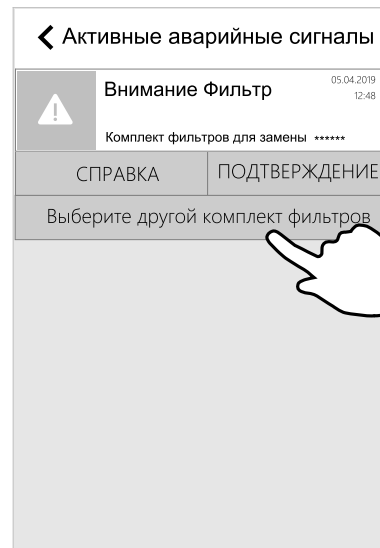 Активные аварийные сигналы
Внимание Фильтр
05.04.2019
12:48
Комплект фильтров для замены ******
СПРАВКА
ПОДТВЕРЖДЕНИЕ
Выберите другой комплект фильтров